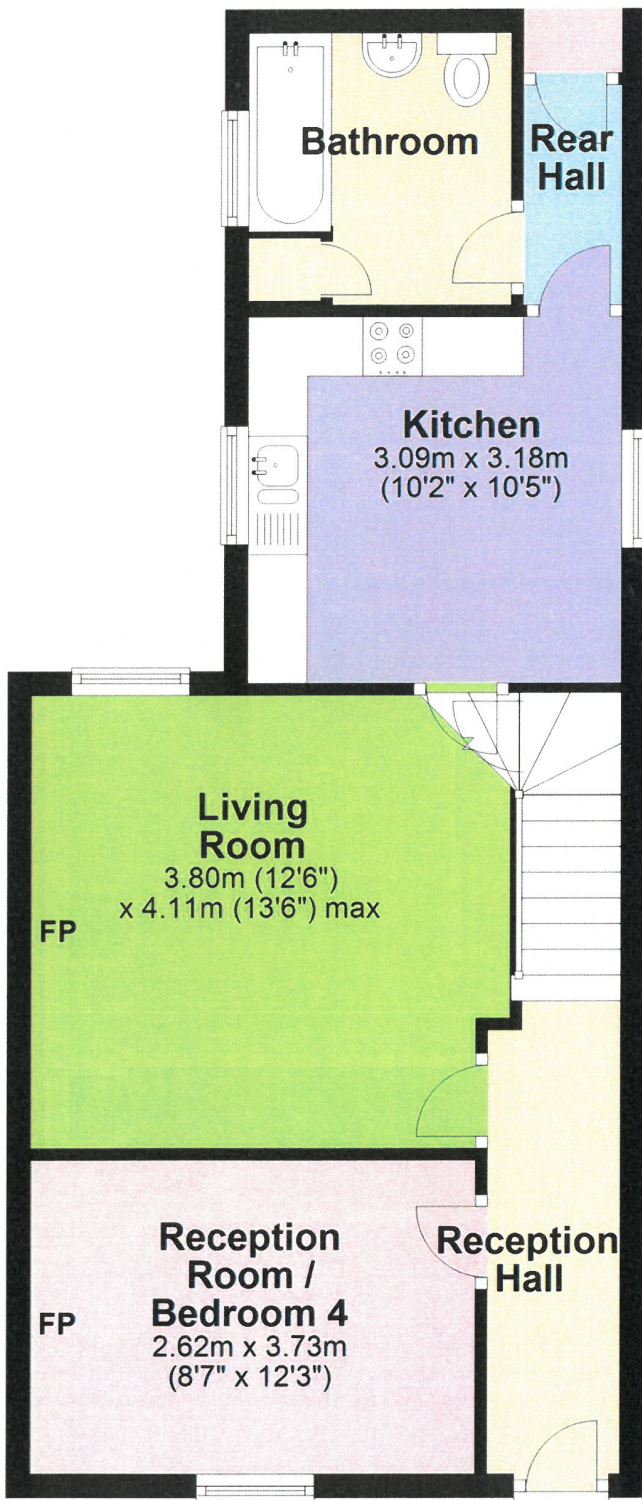 Bathroom
Rear
Hall
Kitchen
3.09m x 3.18m
(10'2" x 10'5")
Living
Room
3.80m (12'6")
x 4.11m (13'6") max
FP
Reception
Room /
Bedroom 4
2.62m x 3.73m
(8'7" x 12'3")
FP
Reception
Hall